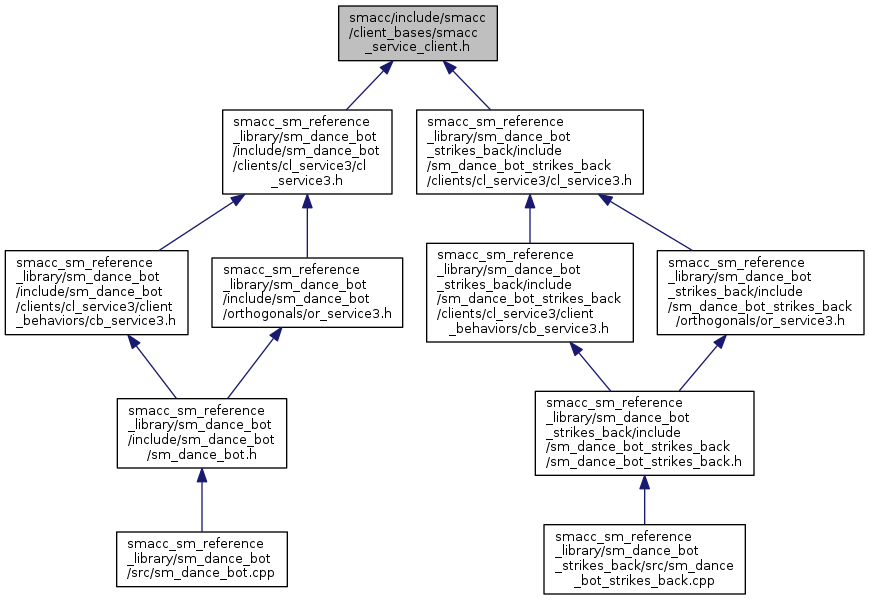 smacc/include/smacc
/client_bases/smacc
_service_client.h
smacc_sm_reference
_library/sm_dance_bot
/include/sm_dance_bot
/clients/cl_service3/cl
_service3.h
smacc_sm_reference
_library/sm_dance_bot
_strikes_back/include
/sm_dance_bot_strikes_back
/clients/cl_service3/cl_service3.h
smacc_sm_reference
_library/sm_dance_bot
/include/sm_dance_bot
/clients/cl_service3/client
_behaviors/cb_service3.h
smacc_sm_reference
_library/sm_dance_bot
/include/sm_dance_bot
/orthogonals/or_service3.h
smacc_sm_reference
_library/sm_dance_bot
_strikes_back/include
/sm_dance_bot_strikes_back
/clients/cl_service3/client
_behaviors/cb_service3.h
smacc_sm_reference
_library/sm_dance_bot
_strikes_back/include
/sm_dance_bot_strikes_back
/orthogonals/or_service3.h
smacc_sm_reference
_library/sm_dance_bot
/include/sm_dance_bot
/sm_dance_bot.h
smacc_sm_reference
_library/sm_dance_bot
_strikes_back/include
/sm_dance_bot_strikes_back
/sm_dance_bot_strikes_back.h
smacc_sm_reference
_library/sm_dance_bot
/src/sm_dance_bot.cpp
smacc_sm_reference
_library/sm_dance_bot
_strikes_back/src/sm_dance
_bot_strikes_back.cpp